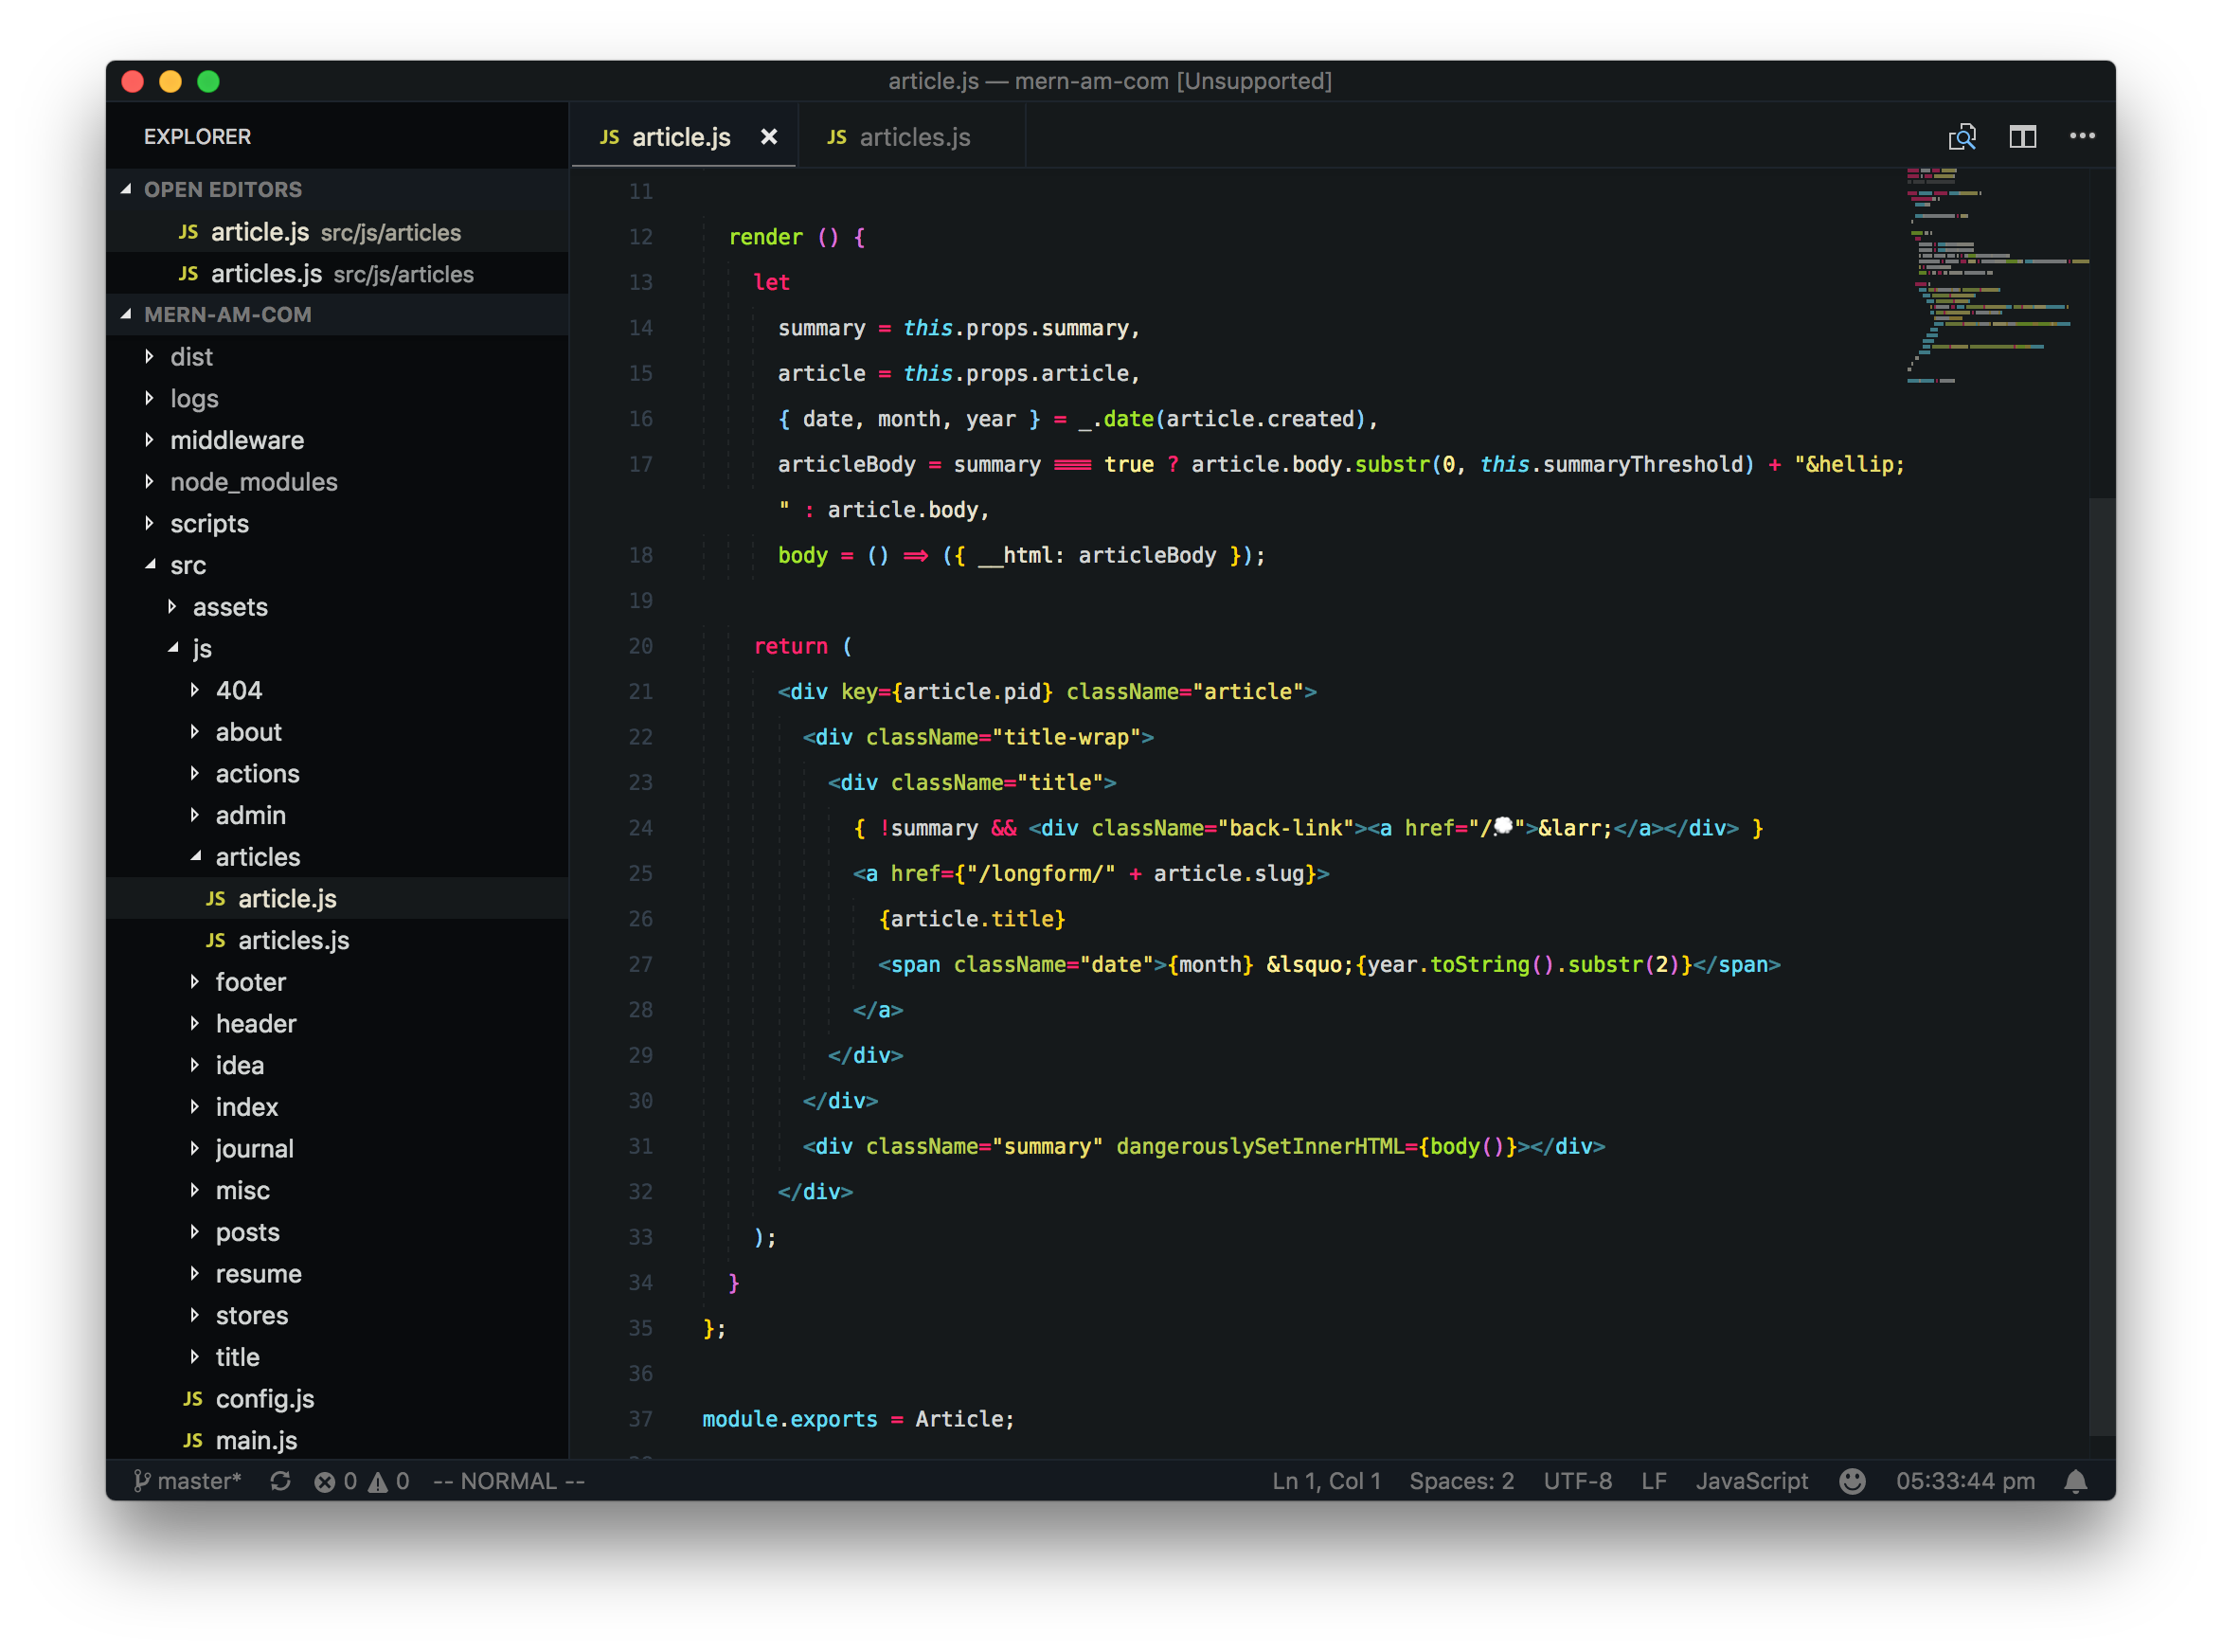 article.js — mern-am-com [Unsupported]
EXPLORER
OPEN EDITORS
JS article.js src/js/articles
JS articles.js src/js/articles
MERN-AM-COM
dist
logs
middleware
node_modules
scripts
src
assets
js
404
about
actions
admin
articles
JS article.js
JS articles.js
footer
header
idea
index
journal
misc
posts
resume
stores
title
JS config.js
JS main.js
JS article.js × JS articles.js
11
12 render () {
13 let
14 summary = this.props.summary,
15 article = this.props.article,
16 { date, month, year } = _.date(article.created),
17 articleBody = summary === true ? article.body.substr(0, this.summaryThreshold) + "&hellip;
" : article.body,
18 body = () => ({ __html: articleBody });
19
20 return (
21 <div key={article.pid} className="article">
22 <div className="title-wrap">
23 <div className="title">
24 { !summary && <div className="back-link"><a href="/💭">&larr;</a></div> }
25 <a href={"/longform/" + article.slug}>
26 {article.title}
27 <span className="date">{month} &lsquo;{year.toString().substr(2)}</span>
28 </a>
29 </div>
30 </div>
31 <div className="summary" dangerouslySetInnerHTML={body()}></div>
32 </div>
33 );
34 }
35 };
36
37 module.exports = Article;
master* 0 0 -- NORMAL -- Ln 1, Col 1 Spaces: 2 UTF-8 LF JavaScript 05:33:44 pm